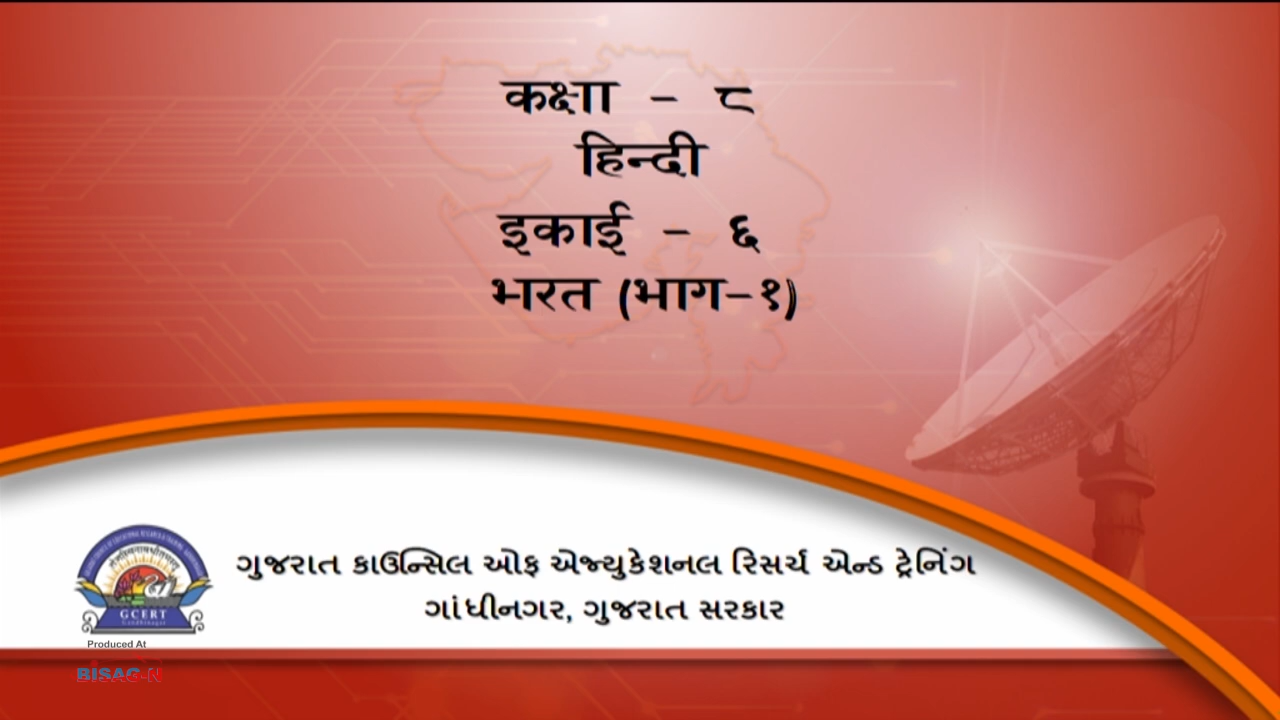 कक्षा - ८
हिन्दी
इकाई - ६
भरत (भाग-१)
ગુજરાત કાઉન્સિલ ઓફ એજ્યુકેશનલ રિસર્ચ એન્ડ ટ્રેનિંગ
ગાંધીનગર, ગુજરાત સરકાર
GCERT
Gandhinagar
Produced At
BISAG-N